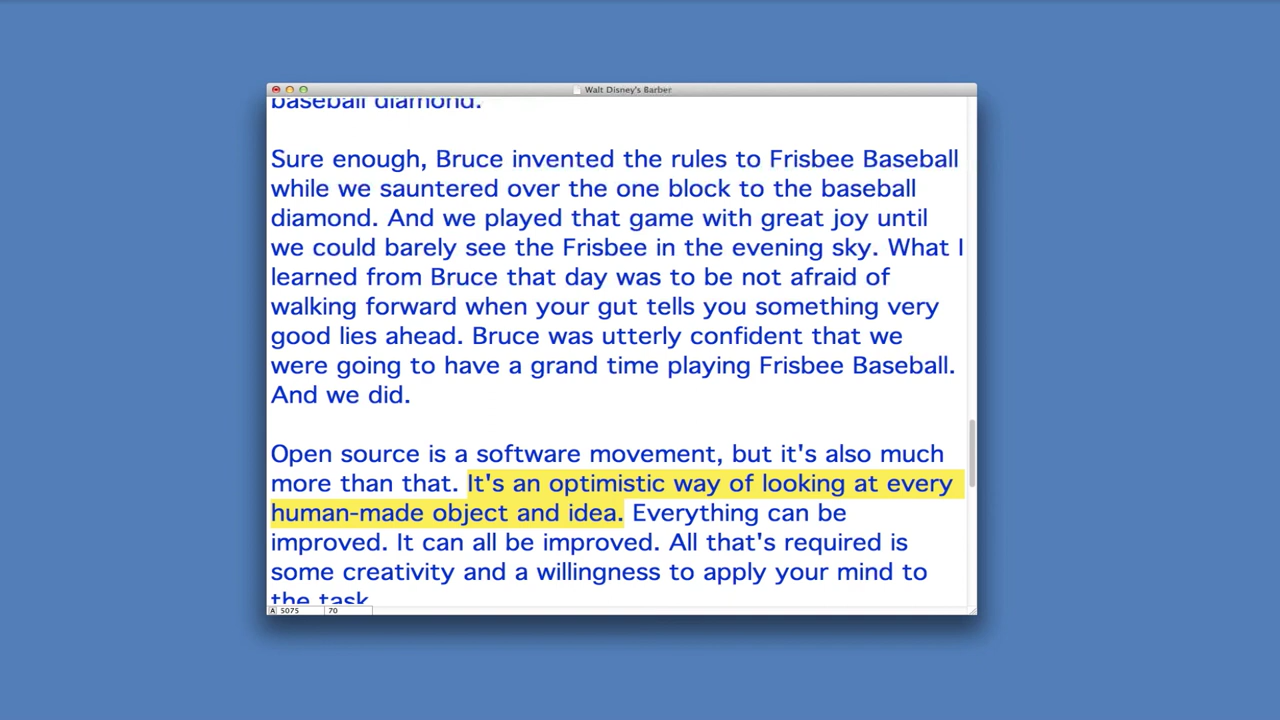 Walt Disney's Barber
baseball diamond.
Sure enough, Bruce invented the rules to Frisbee Baseball
while we sauntered over the one block to the baseball
diamond. And we played that game with great joy until
we could barely see the Frisbee in the evening sky. What I
learned from Bruce that day was to be not afraid of
walking forward when your gut tells you something very
good lies ahead. Bruce was utterly confident that we
were going to have a grand time playing Frisbee Baseball.
And we did.
Open source is a software movement, but it's also much
more than that. It's an optimistic way of looking at every
human-made object and idea. Everything can be
improved. It can all be improved. All that's required is
some creativity and a willingness to apply your mind to
the task
A 5075 70